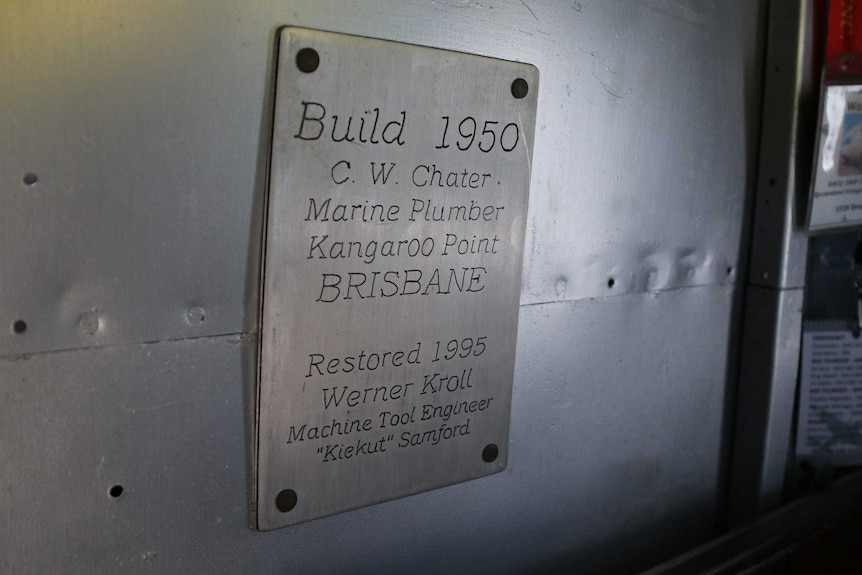 Build 1950
C. W. Chater
Marine Plumber
Kangaroo Point
BRISBANE
Restored 1995
Werner Kroll
Machine Tool Engineer
"Kiekut" Samford